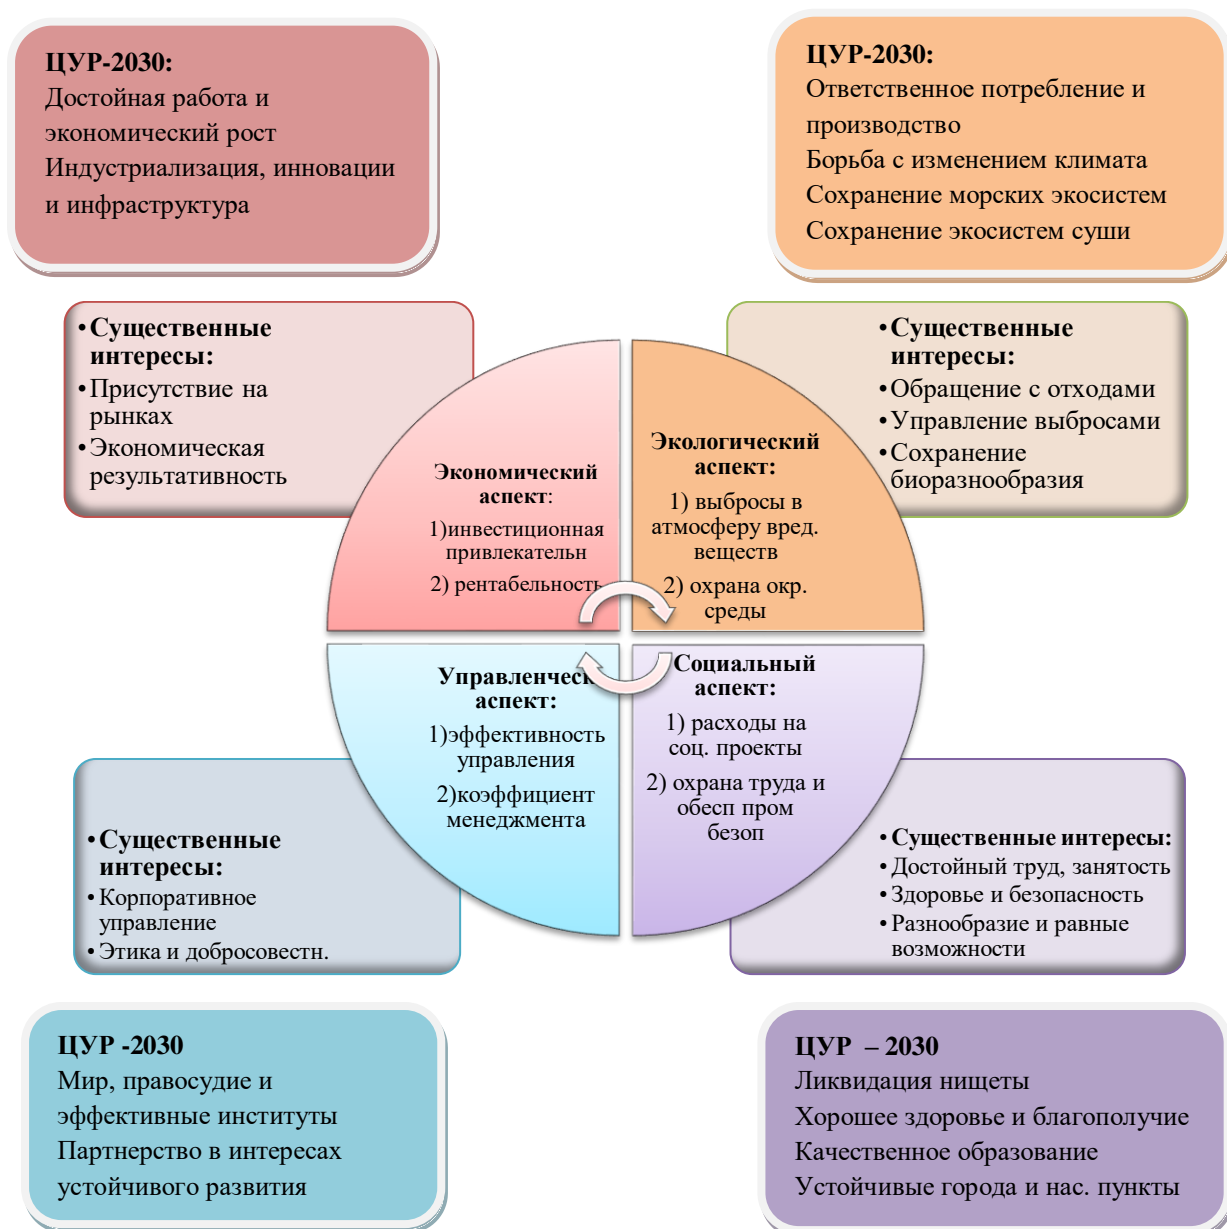 ЦУР-2030:
Достойная работа и
экономический рост
Индустриализация, инновации
и инфраструктура
ЦУР-2030:
Ответственное потребление и
производство
Борьба с изменением климата
Сохранение морских экосистем
Сохранение экосистем суши
• Существенные
интересы:
• Присутствие на
рынках
• Экономическая
результативность
• Существенные
интересы:
• Обращение с отходами
• Управление выбросами
• Сохранение
биоразнообразия
Экономический
аспект:
1)инвестиционная
привлекательн
2) рентабельность
Экологический
аспект:
1) выбросы в
атмосферу вред.
веществ
2) охрана окр.
среды
Управленческ
аспект:
1)эффективность
управления
2)коэффициент
менеджмента
Социальный
аспект:
1) расходы на
соц. проекты
2) охрана труда и
обесп пром
безоп
• Существенные
интересы:
• Корпоративное
управление
• Этика и добросовестн.
• Существенные интересы:
• Достойный труд, занятость
• Здоровье и безопасность
• Разнообразие и равные
возможности
ЦУР -2030
Мир, правосудие и
эффективные институты
Партнерство в интересах
устойчивого развития
ЦУР – 2030
Ликвидация нищеты
Хорошее здоровье и благополучие
Качественное образование
Устойчивые города и нас. пункты